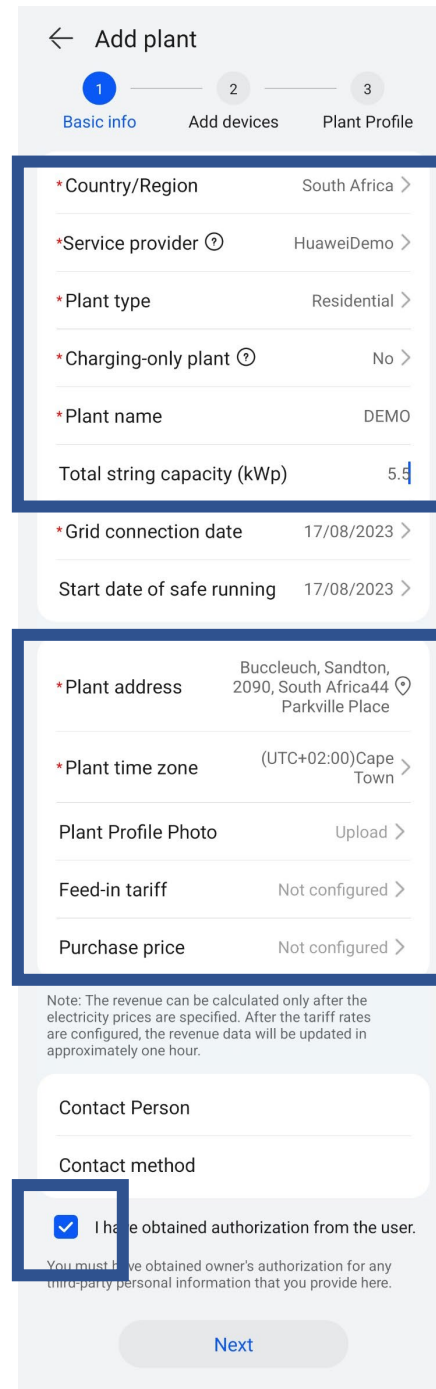 Add plant
1 2 3
Basic info Add devices Plant Profile
*Country/Region South Africa >
*Service provider ? HuaweiDemo >
*Plant type Residential >
*Charging-only plant ? No >
*Plant name DEMO
Total string capacity (kWp) 5.5
*Grid connection date 17/08/2023 >
Start date of safe running 17/08/2023 >
*Plant address Buccleuch, Sandton,
2090, South Africa44
Parkville Place
*Plant time zone (UTC+02:00)Cape
Town >
Plant Profile Photo Upload >
Feed-in tariff Not configured >
Purchase price Not configured >
Note: The revenue can be calculated only after the
electricity prices are specified. After the tariff rates
are configured, the revenue data will be updated in
approximately one hour.
Contact Person
Contact method
I have obtained authorization from the user.
You must have obtained owner's authorization for any
third-party personal information that you provide here.
Next